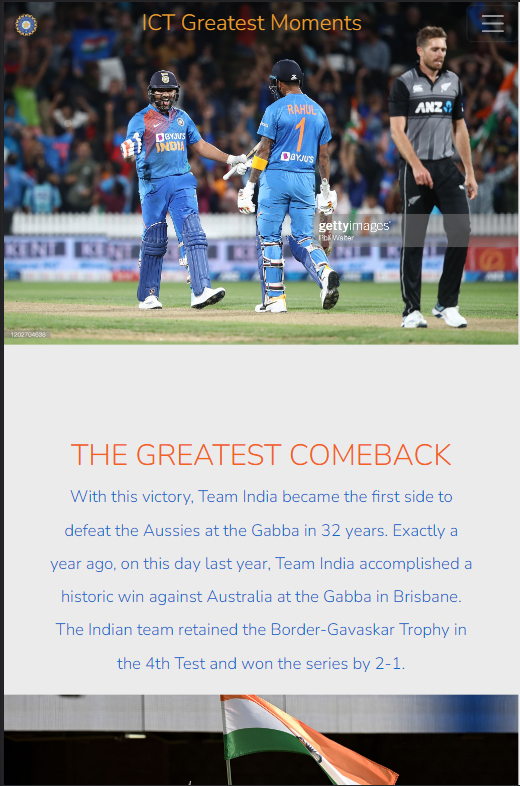 ICT Greatest Moments
RAHUL
1
BYJU'S
INDIA
BYJU'S
ANZ
gettyimages®
Phil Walter
1202704638
THE GREATEST COMEBACK
With this victory, Team India became the first side to
defeat the Aussies at the Gabba in 32 years. Exactly a
year ago, on this day last year, Team India accomplished a
historic win against Australia at the Gabba in Brisbane.
The Indian team retained the Border-Gavaskar Trophy in
the 4th Test and won the series by 2-1.